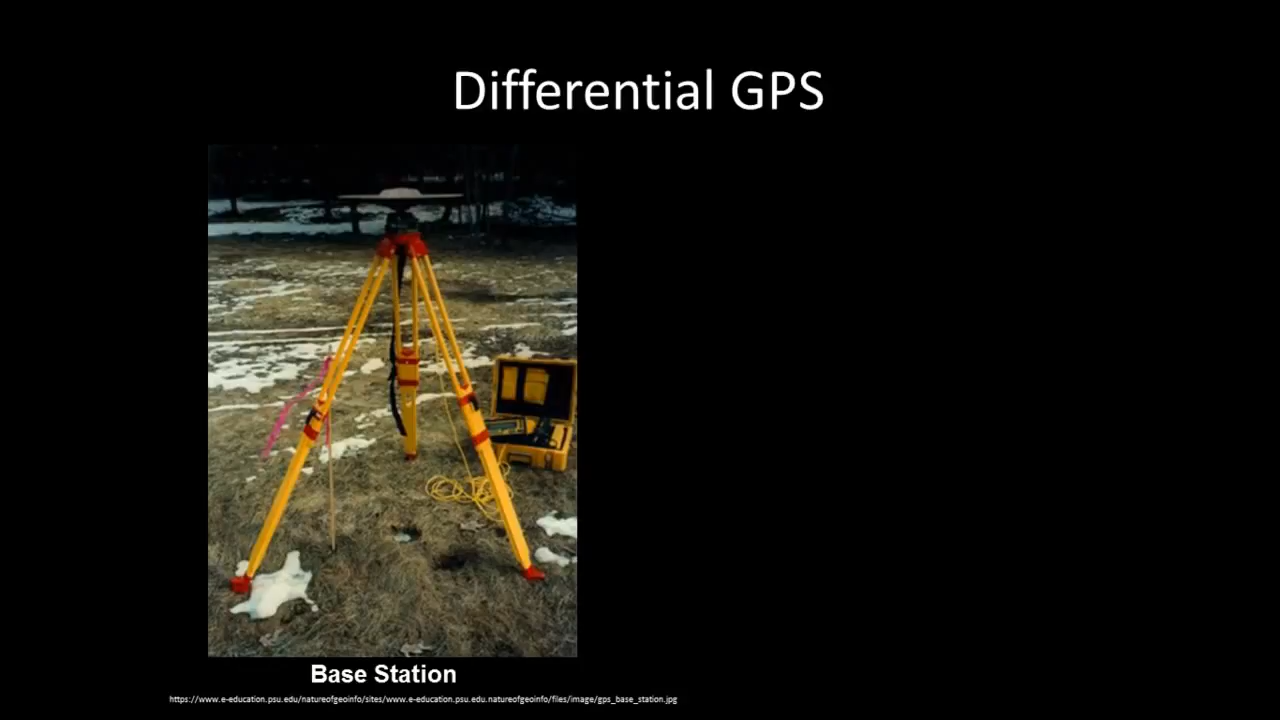 Differential GPS
Base Station
https://www.e-education.psu.edu/natureofgeoinfo/sites/www.e-education.psu.edu.natureofgeoinfo/files/image/gps_base_station.jpg